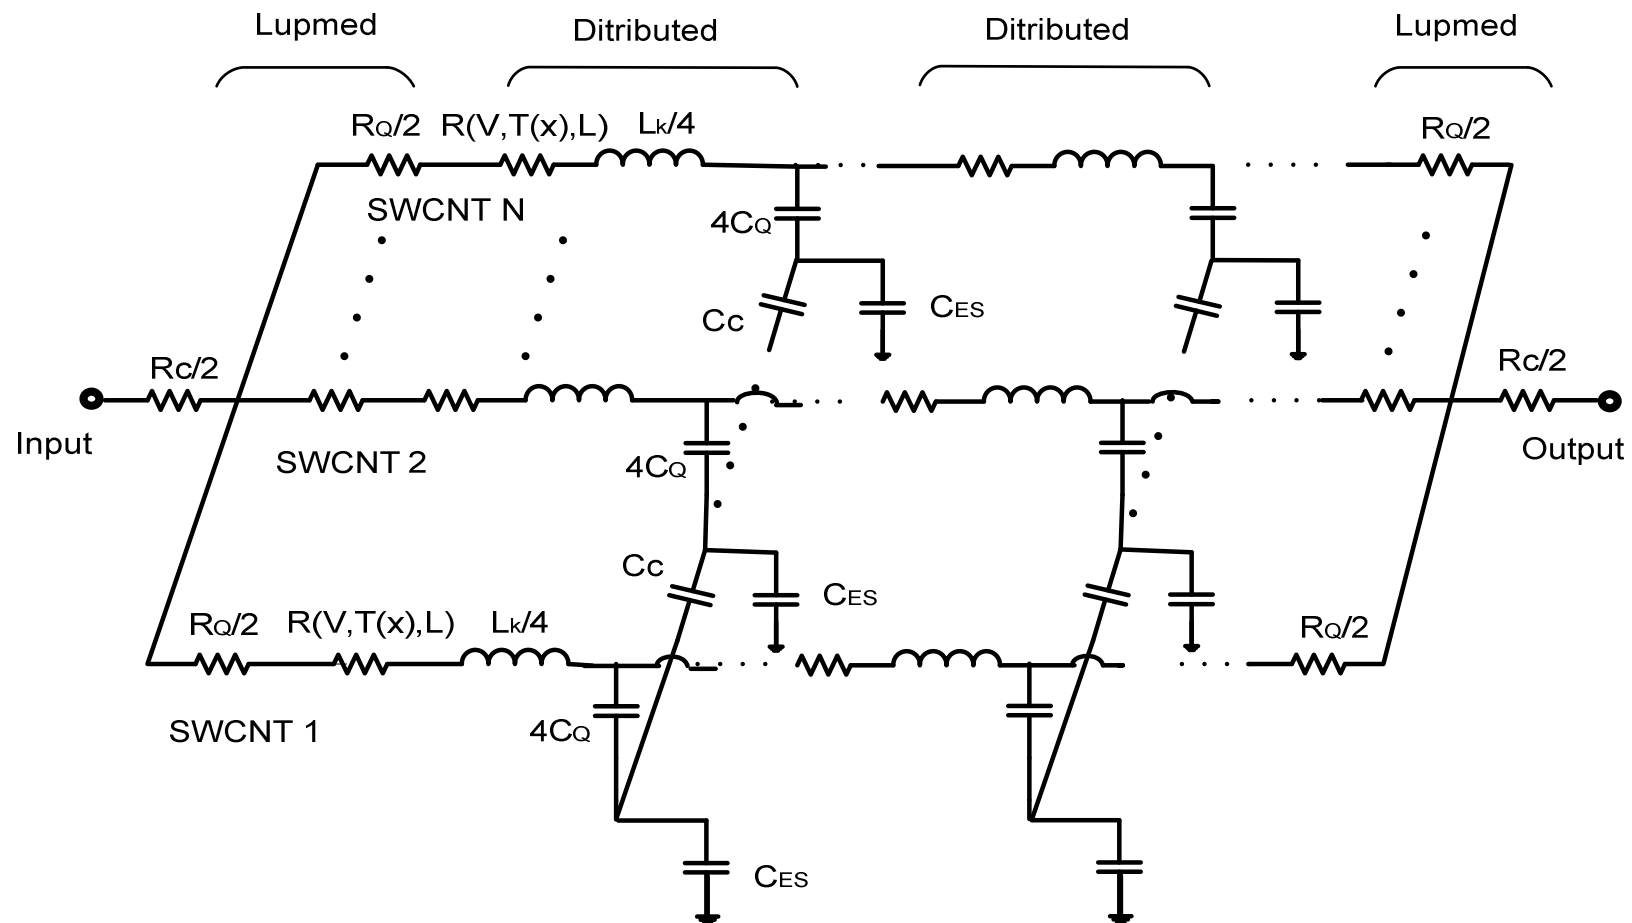 Lupmed
Ditributed
Ditributed
Lupmed
RQ/2
R(V,T(x),L)
Lk/4
RQ/2
SWCNT N
4CQ
Cc
CES
Rc/2
Rc/2
Input
SWCNT 2
4CQ
Output
Cc
CES
RQ/2
R(V,T(x),L)
Lk/4
RQ/2
SWCNT 1
4CQ
CES